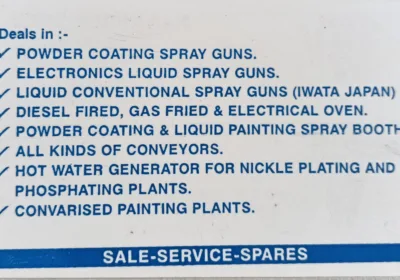 Deals in :-
✓ POWDER COATING SPRAY GUNS.
✓ ELECTRONICS LIQUID SPRAY GUNS.
✓ LIQUID CONVENTIONAL SPRAY GUNS (IWATA JAPAN)
✓ DIESEL FIRED, GAS FRIED & ELECTRICAL OVEN.
✓ POWDER COATING & LIQUID PAINTING SPRAY BOOTH
✓ ALL KINDS OF CONVEYORS.
✓ HOT WATER GENERATOR FOR NICKLE PLATING AND
PHOSPHATING PLANTS.
✓ CONVARISED PAINTING PLANTS.
SALE-SERVICE-SPARES